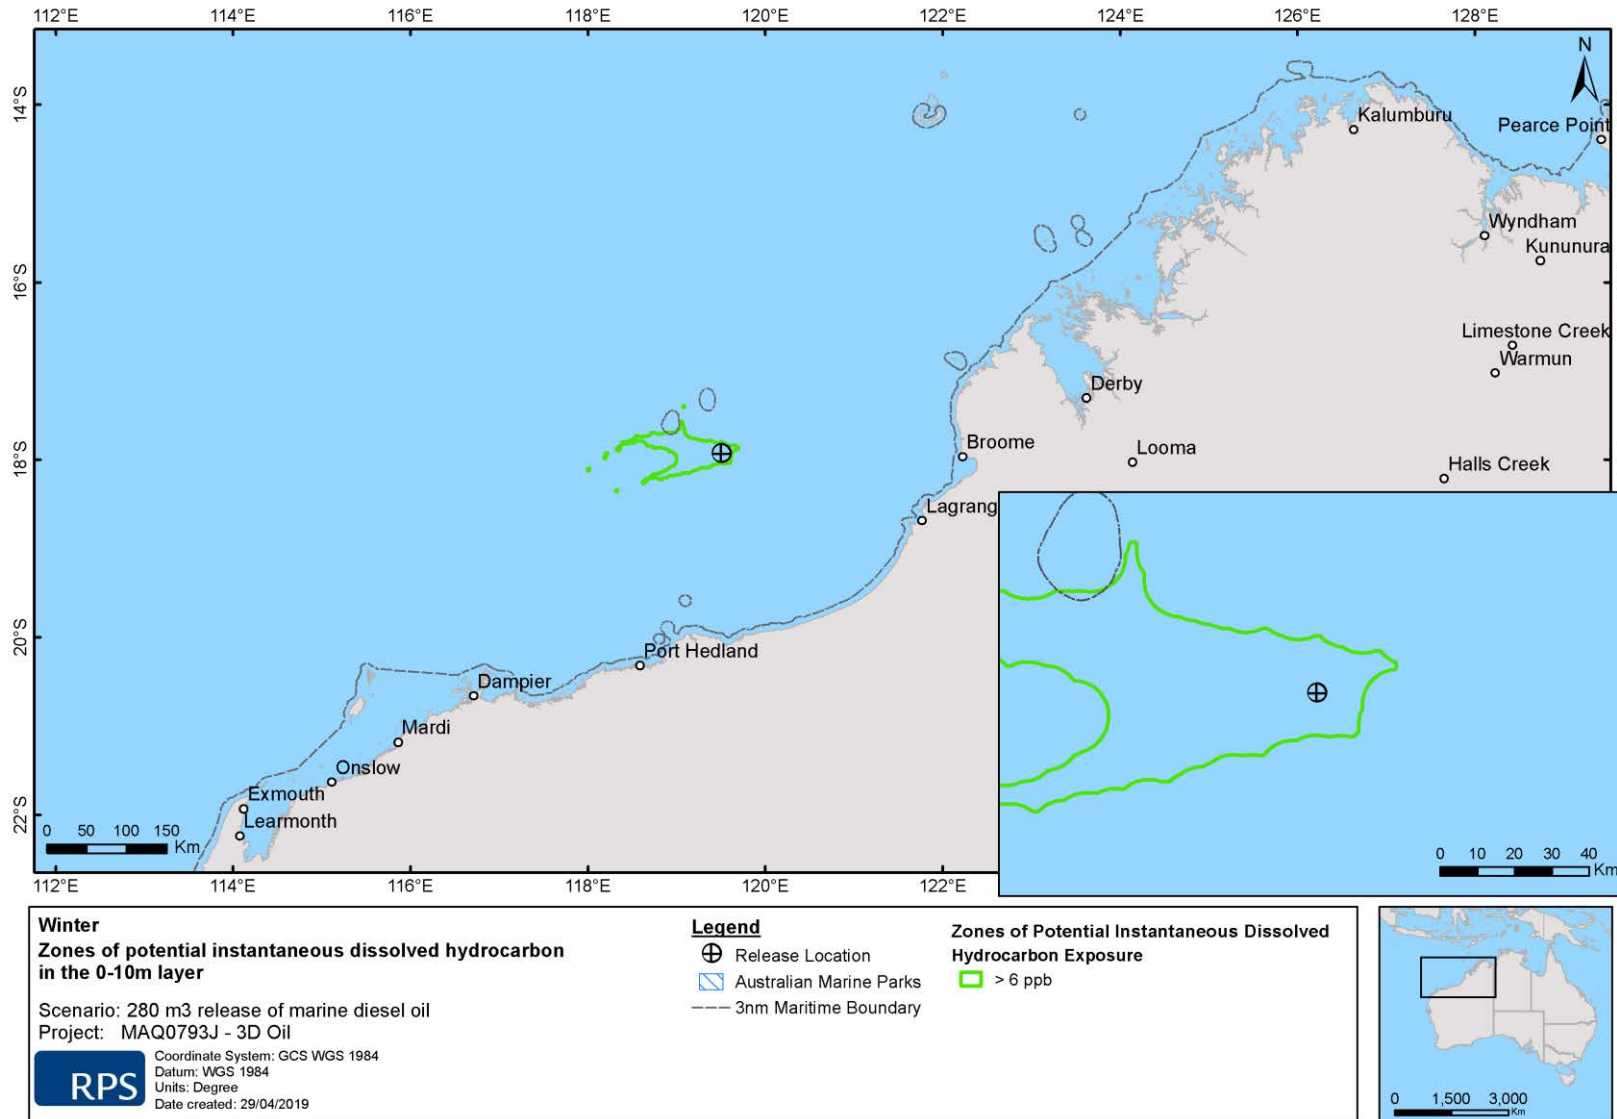 112°E 114°E 116°E 118°E 120°E 122°E 124°E 126°E 128°E
N
14°S
Kalumburu
Pearce Point
Wyndham
Kununura
16°S
Limestone Creek
Warmun
Derby
Broome
Looma
Halls Creek
18°S
Lagrang
20°S
Port Hedland
Dampier
Mardi
Onslow
Exmouth
Learmonth
22°S
0 50 100 150
Km
0 10 20 30 40
Km
112°E 114°E 116°E 118°E 120°E 122°E
Winter
Zones of potential instantaneous dissolved hydrocarbon
in the 0-10m layer
Scenario: 280 m3 release of marine diesel oil
Project: MAQ0793J - 3D Oil
RPS
Coordinate System: GCS WGS 1984
Datum: WGS 1984
Units: Degree
Date created: 29/04/2019
Legend
Release Location
Australian Marine Parks
3nm Maritime Boundary
Zones of Potential Instantaneous Dissolved
Hydrocarbon Exposure
> 6 ppb
0 1,500 3,000
Km